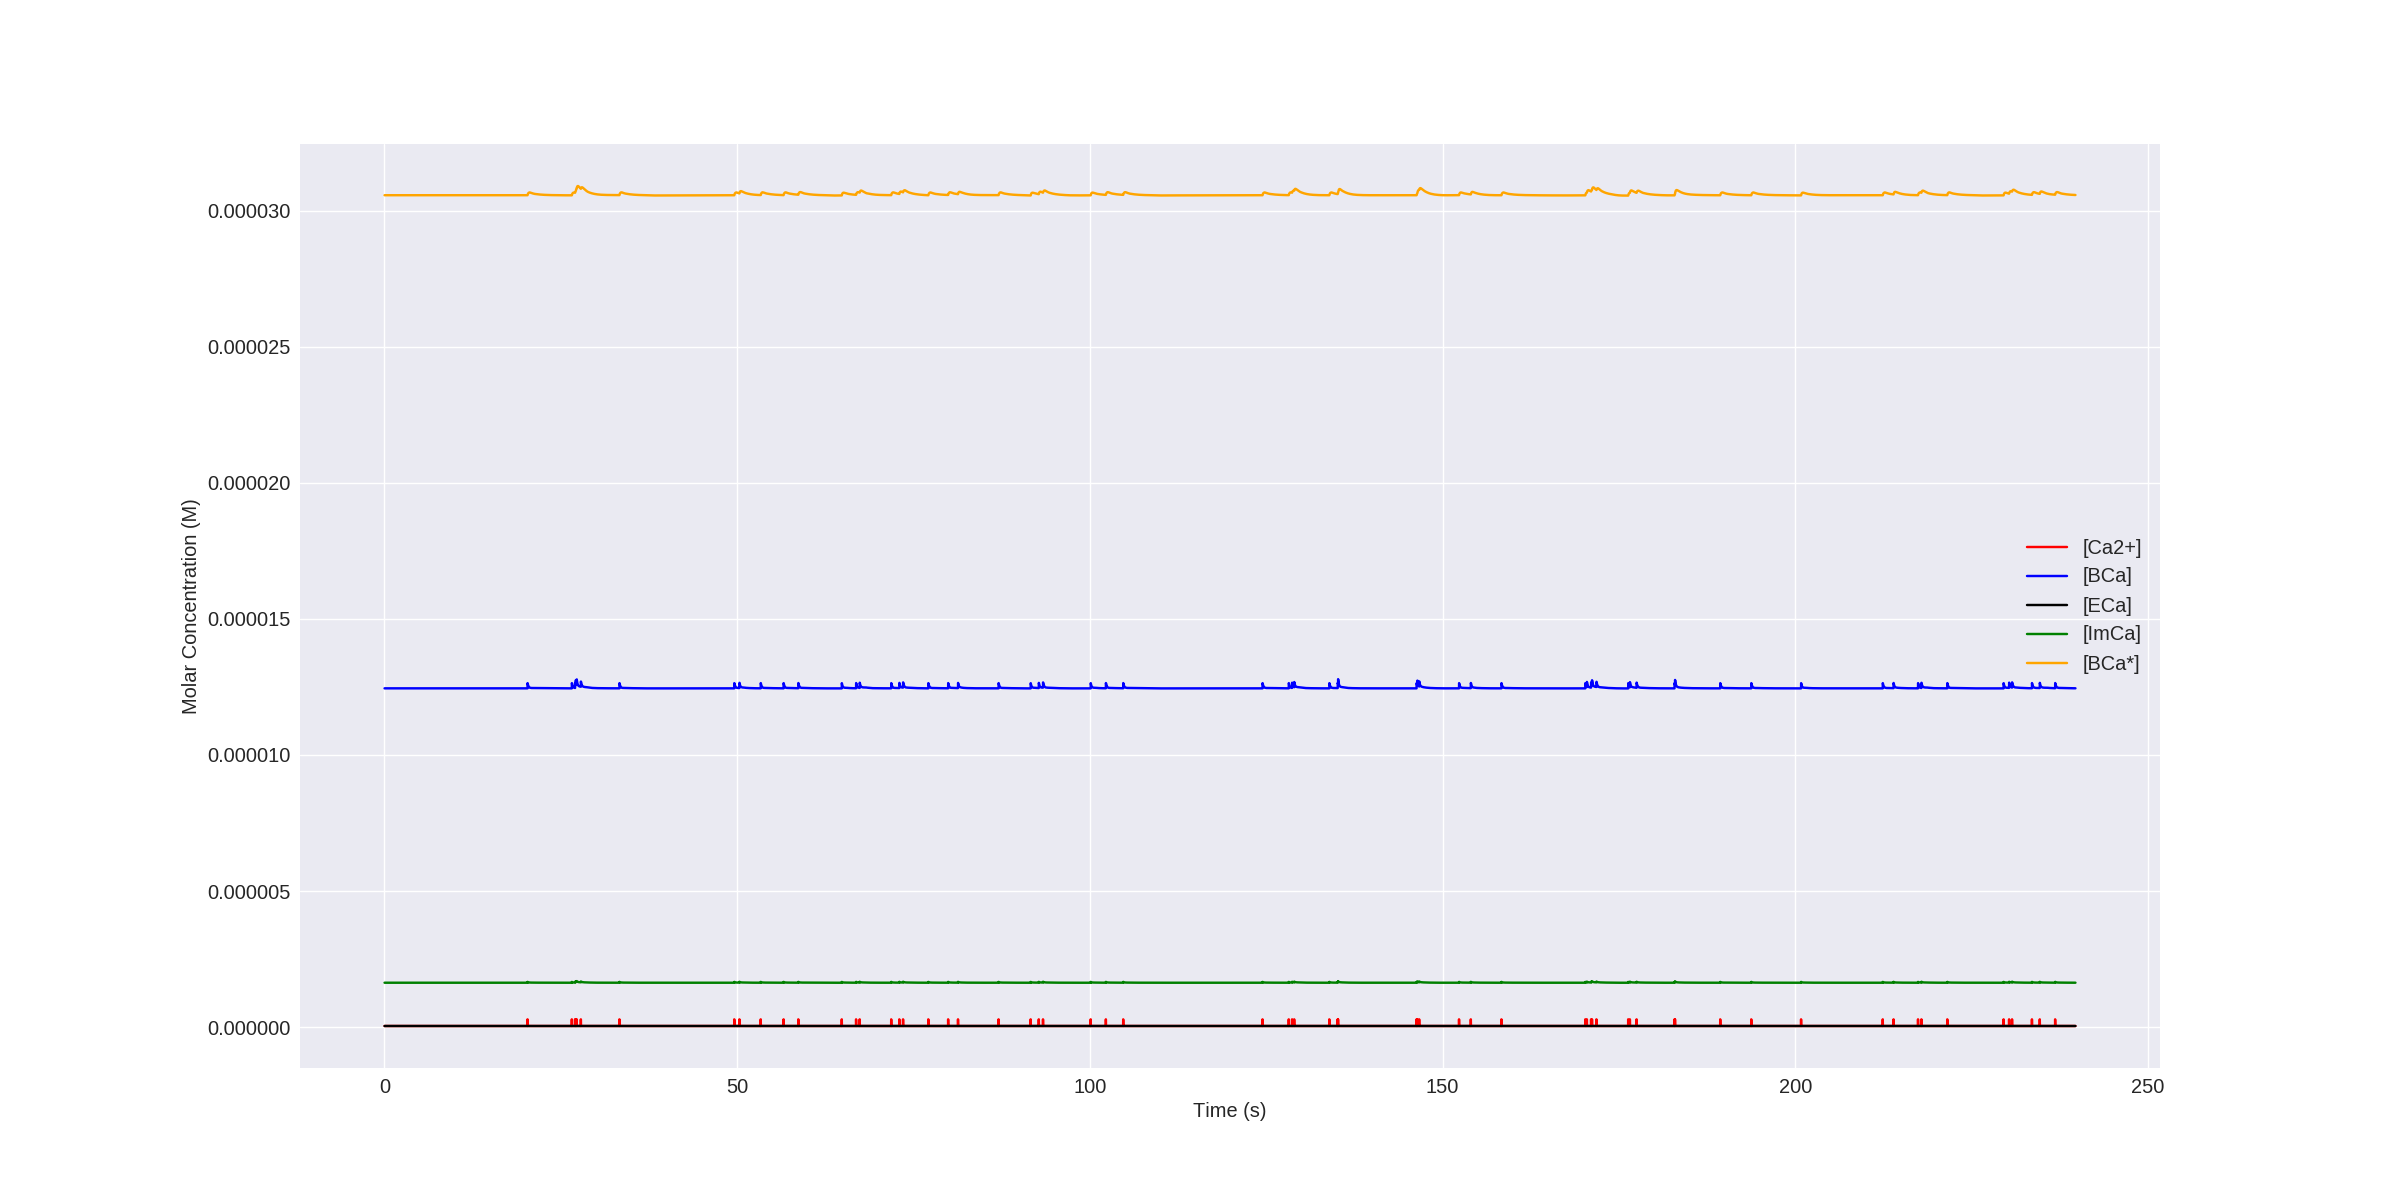 0.000030
0.000025
0.000020
0.000015
0.000010
0.000005
0.000000
Molar Concentration (M)
0 50 100 150 200 250
Time (s)
[Ca2+]
[BCa]
[ECa]
[ImCa]
[BCa*]